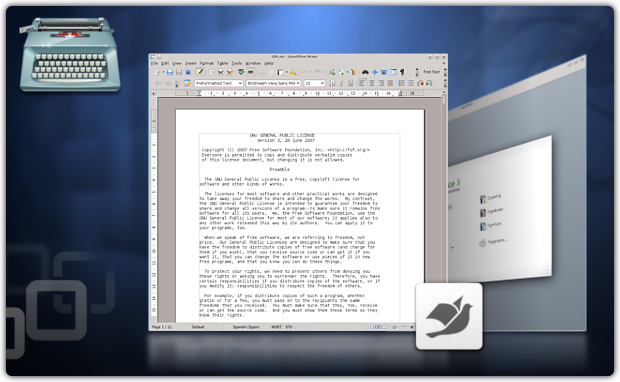 GPL.txt - LibreOffice Writer
File Edit View Insert Format Table Tools Window Help
Find Text
Preformatted Text
Bitstream Vera Sans Mono
GNU GENERAL PUBLIC LICENSE
Version 3, 29 June 2007
Copyright (C) 2007 Free Software Foundation, Inc. <http://fsf.org/>
Everyone is permitted to copy and distribute verbatim copies
of this license document, but changing it is not allowed.
Preamble
The GNU General Public License is a free, copyleft license for
software and other kinds of works.
The licenses for most software and other practical works are designed
to take away your freedom to share and change the works.  By contrast,
the GNU General Public License is intended to guarantee your freedom to
share and change all versions of a program--to make sure it remains free
software for all its users.  We, the Free Software Foundation, use the
GNU General Public License for most of our software; it applies also to
any other work released this way by its authors.  You can apply it to
your programs, too.
When we speak of free software, we are referring to freedom, not
price.  Our General Public Licenses are designed to make sure that you
have the freedom to distribute copies of free software (and charge for
them if you wish), that you receive source code or can get it if you
want it, that you can change the software or use pieces of it in new
free programs, and that you know you can do these things.
To protect your rights, we need to prevent others from denying you
these rights or asking you to surrender the rights.  Therefore, you have
certain responsibilities if you distribute copies of the software, or if
you modify it: responsibilities to respect the freedom of others.
For example, if you distribute copies of such a program, whether
gratis or for a fee, you must pass on to the recipients the same
freedoms that you received.  You must make sure that they, too, receive
or can get the source code.  And you must show them these terms so they
know their rights.
Page 1 / 11
Default
Spanish (Spain)
INSRT
STD
ice 3
Drawing